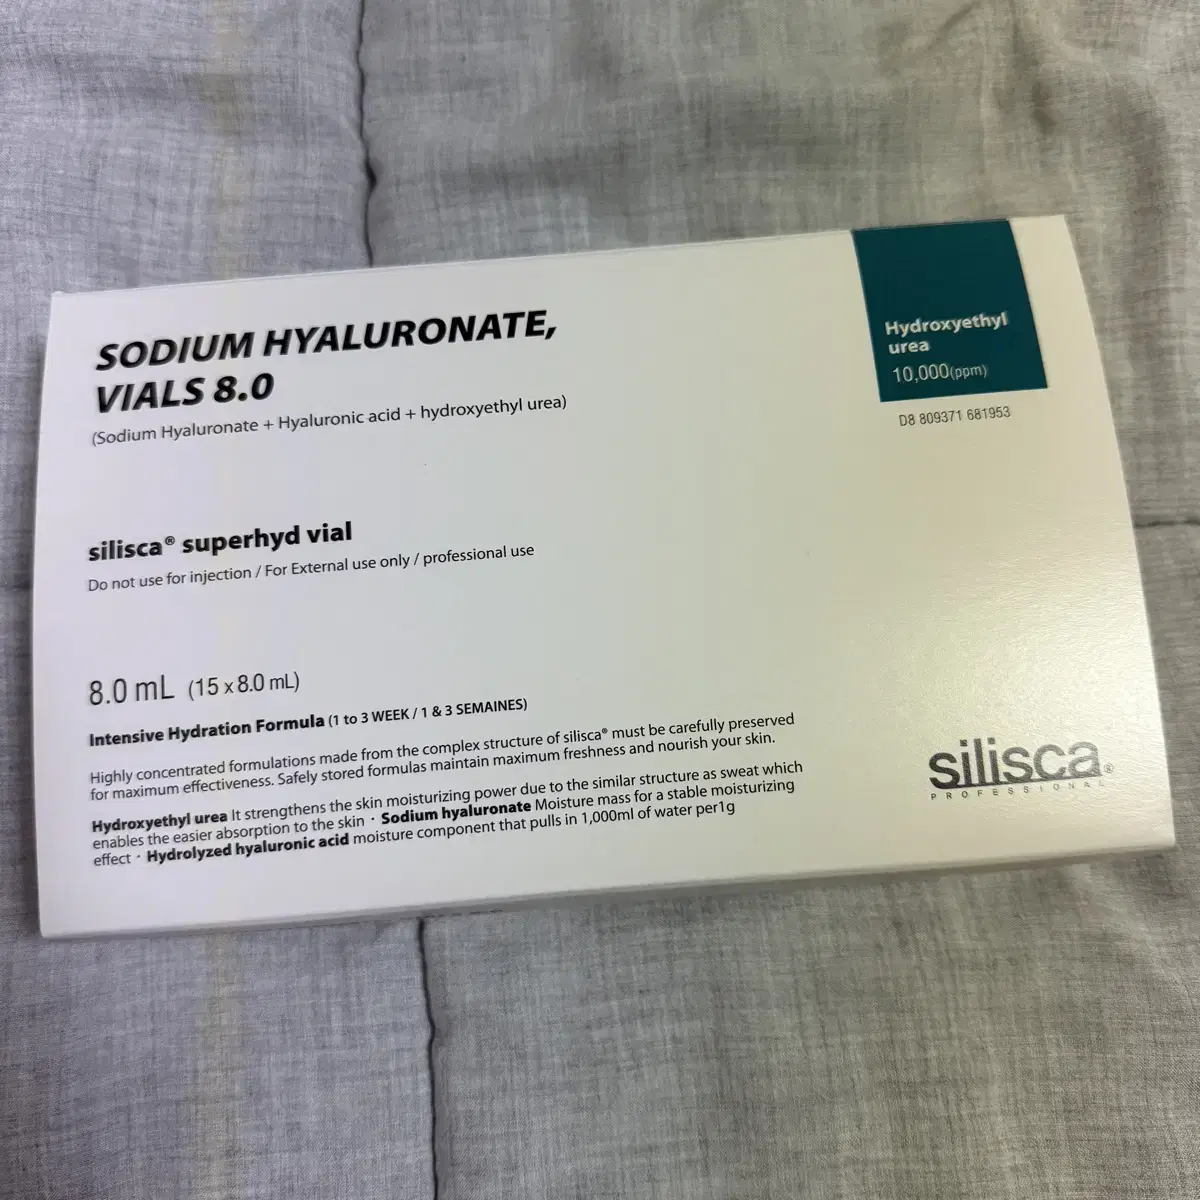 SODIUM HYALURONATE,
VIALS 8.0
(Sodium Hyaluronate + Hyaluronic acid + hydroxyethyl urea)
Hydroxyethyl
urea
10,000(ppm)
D8 809371 681953
silisca® superhyd vial
Do not use for injection / For External use only / professional use
8.0 mL (15 x 8.0 mL)
Intensive Hydration Formula (1 to 3 WEEK / 1 & 3 SEMAINES)
Highly concentrated formulations made from the complex structure of silisca® must be carefully preserved
for maximum effectiveness. Safely stored formulas maintain maximum freshness and nourish your skin.
Hydroxyethyl urea It strengthens the skin moisturizing power due to the similar structure as sweat which
enables the easier absorption to the skin · Sodium hyaluronate Moisture mass for a stable moisturizing
effect · Hydrolyzed hyaluronic acid moisture component that pulls in 1,000ml of water per1g
silisca®
PROFESSIONAL